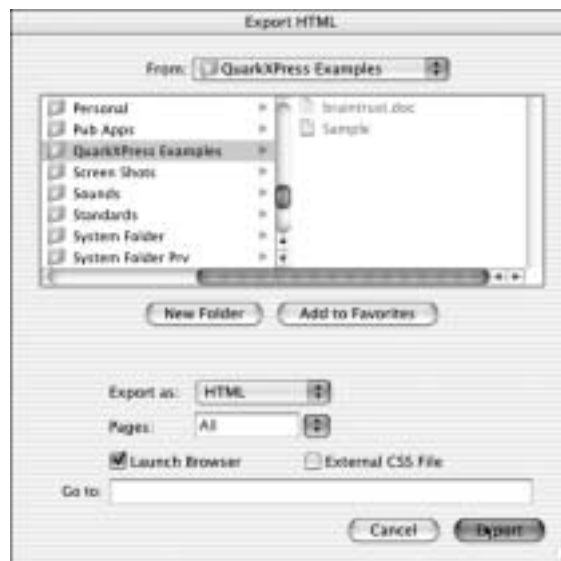 Export HTML
From: QuarkXPress Examples
Personal
Pub Apps
QuarkXPress Examples
Screen Shots
Sounds
Standards
System Folder
System Folder Prv
braintrust.doc
Sample
New Folder Add to Favorites
Export as: HTML
Pages: All
Launch Browser External CSS File
Go to:
Cancel Export